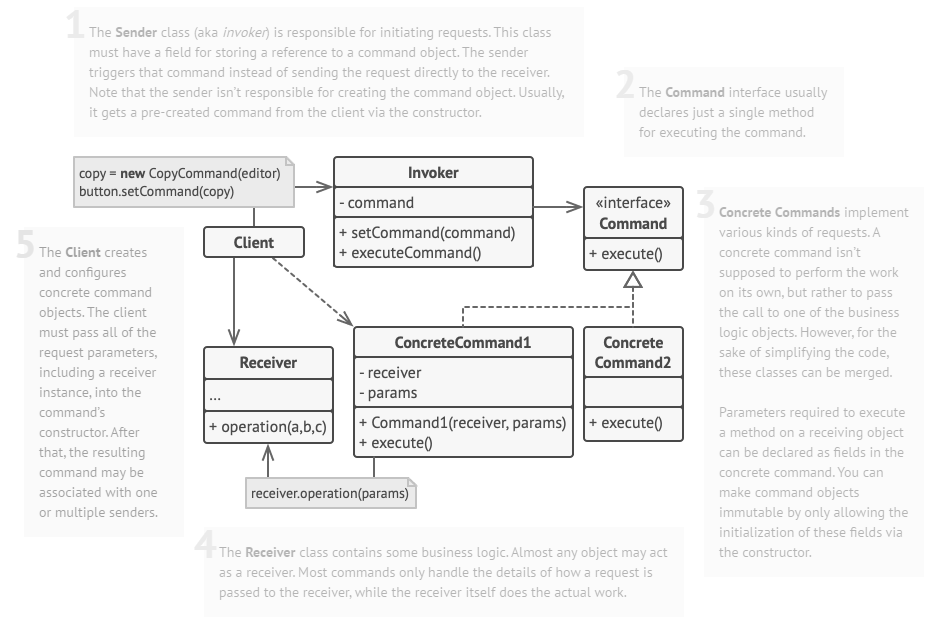 1
The Sender class (aka invoker) is responsible for initiating requests. This class
must have a field for storing a reference to a command object. The sender
triggers that command instead of sending the request directly to the receiver.
Note that the sender isn't responsible for creating the command object. Usually,
it gets a pre-created command from the client via the constructor.
2
The Command interface usually
declares just a single method
for executing the command.
copy = new CopyCommand(editor)
button.setCommand(copy)
Invoker
- command
+ setCommand(command)
+ executeCommand()
«interface»
Command
+ execute()
3
Concrete Commands implement
various kinds of requests. A
concrete command isn't
supposed to perform the work
on its own, but rather to pass
the call to one of the business
logic objects. However, for the
sake of simplifying the code,
these classes can be merged.
Parameters required to execute
a method on a receiving object
can be declared as fields in the
concrete command. You can
make command objects
immutable by only allowing the
initialization of these fields via
the constructor.
5
The Client creates
and configures
concrete command
objects. The client
must pass all of the
request parameters,
including a receiver
instance, into the
command's
constructor. After
that, the resulting
command may be
associated with one
or multiple senders.
Client
Receiver
...
+ operation(a,b,c)
ConcreteCommand1
- receiver
- params
+ Command1(receiver, params)
+ execute()
Concrete
Command2
+ execute()
receiver.operation(params)
4
The Receiver class contains some business logic. Almost any object may act
as a receiver. Most commands only handle the details of how a request is
passed to the receiver, while the receiver itself does the actual work.